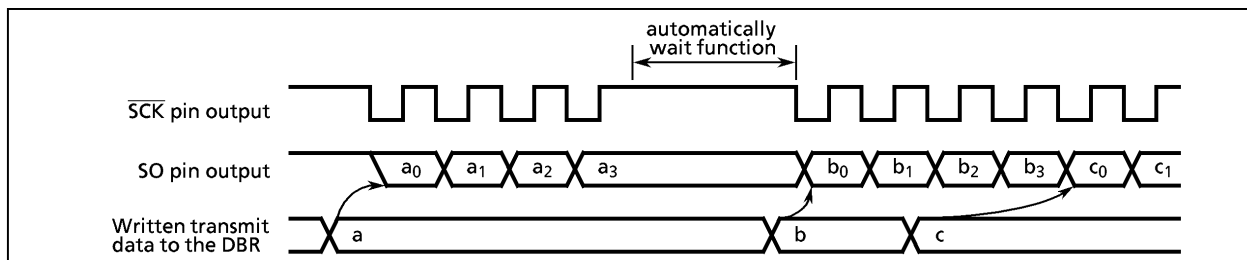 automatically
wait function
SCK pin output
SO pin output
a0 a1 a2 a3 b0 b1 b2 b3 c0 c1
Written transmit
data to the DBR
a b c